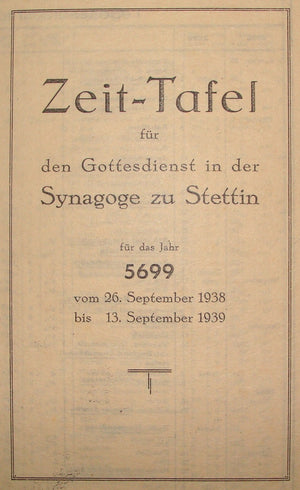 Zeit-Tafel
für
den Gottesdienst in der
Synagoge zu Stettin
für das Jahr
5699
vom 26. September 1938
bis 13. September 1939